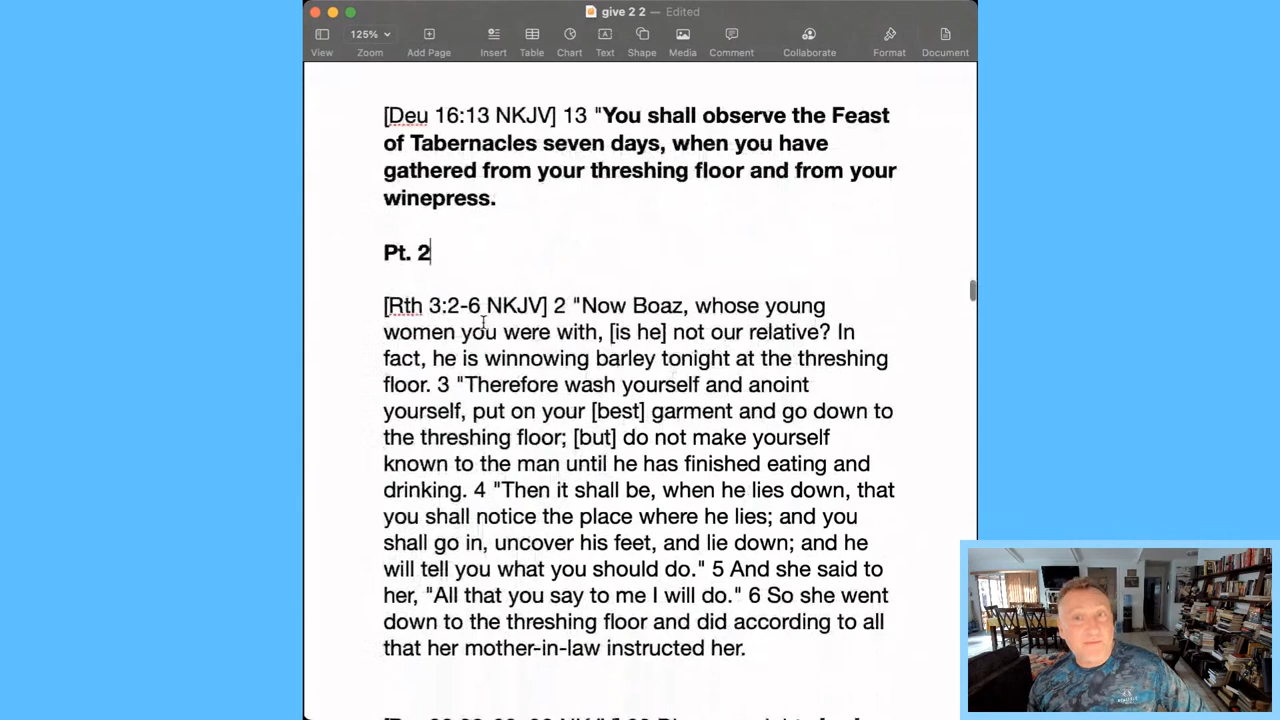 give 2 2 — Edited
125%
View Zoom Add Page Insert Table Chart Text Shape Media Comment Collaborate Format Document
[Deu 16:13 NKJV] 13 "You shall observe the Feast
of Tabernacles seven days, when you have
gathered from your threshing floor and from your
winepress.
Pt. 2
[Rth 3:2-6 NKJV] 2 "Now Boaz, whose young
women you were with, [is he] not our relative? In
fact, he is winnowing barley tonight at the threshing
floor. 3 "Therefore wash yourself and anoint
yourself, put on your [best] garment and go down to
the threshing floor; [but] do not make yourself
known to the man until he has finished eating and
drinking. 4 "Then it shall be, when he lies down, that
you shall notice the place where he lies; and you
shall go in, uncover his feet, and lie down; and he
will tell you what you should do." 5 And she said to
her, "All that you say to me I will do." 6 So she went
down to the threshing floor and did according to all
that her mother-in-law instructed her.